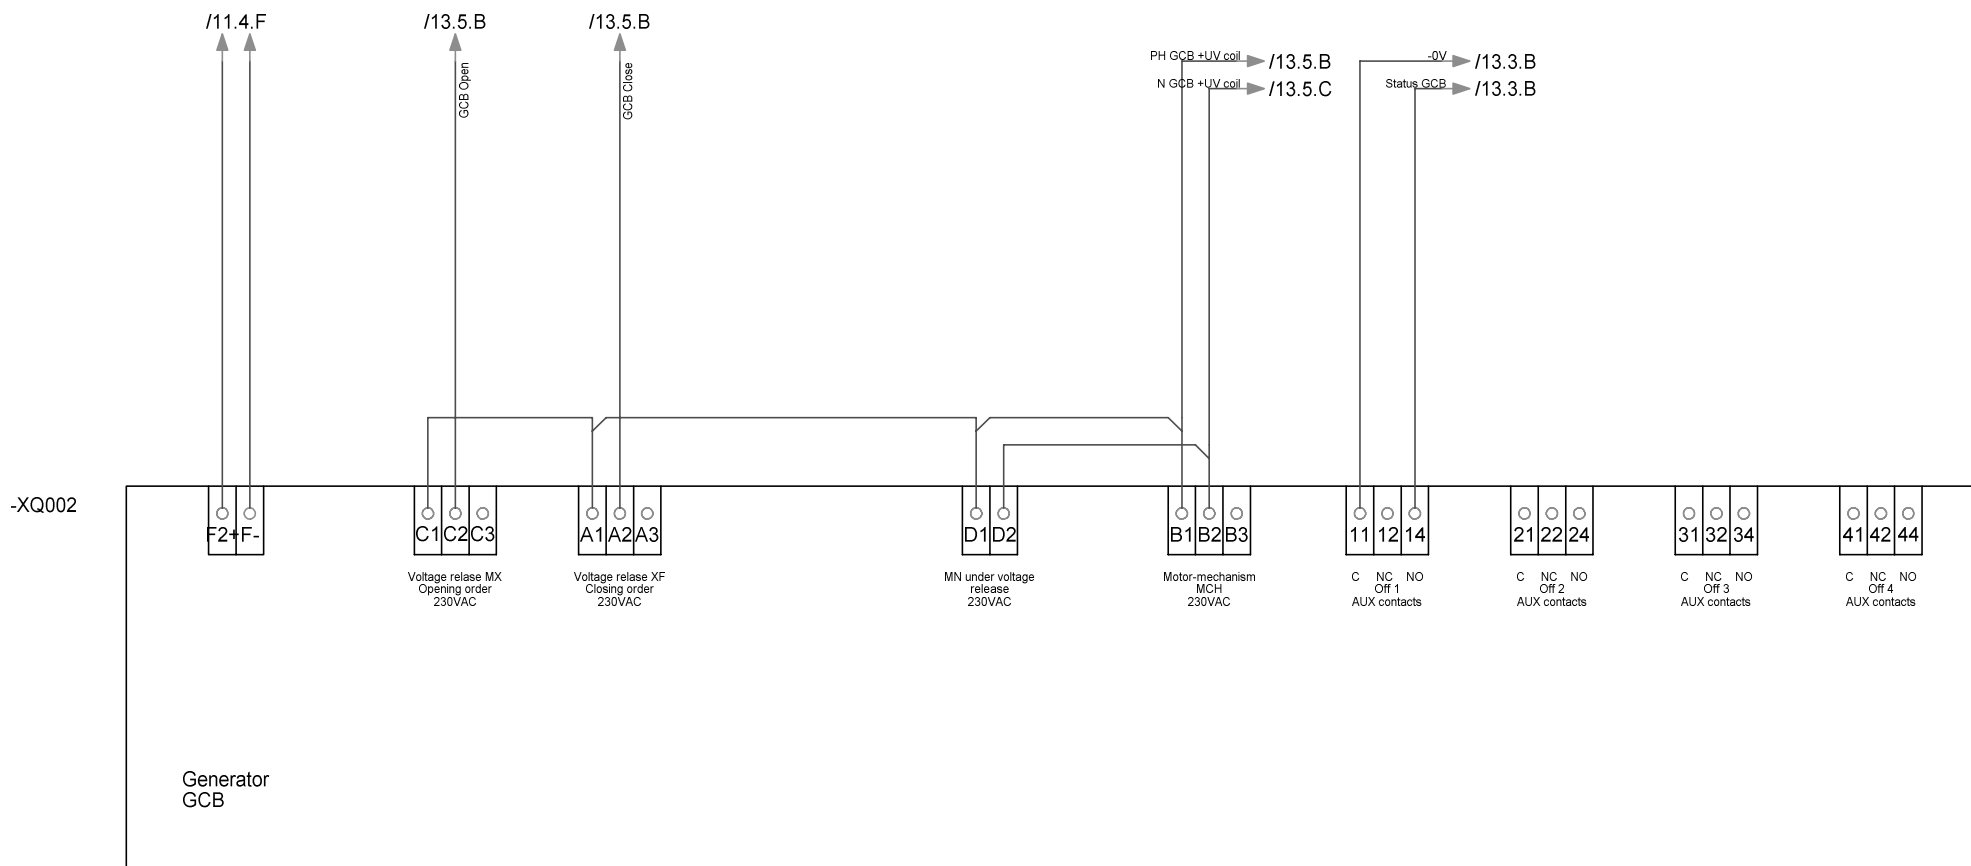 /11.4.F
/13.5.B
/13.5.B
GCB Open
GCB Close
PH GCB +UV coil
/13.5.B
N GCB +UV coil
/13.5.C
-0V
/13.3.B
Status GCB
/13.3.B
-XQ002
F2+ F-
C1 C2 C3
A1 A2 A3
D1 D2
B1 B2 B3
11 12 14
21 22 24
31 32 34
41 42 44
Voltage relase MX
Opening order
230VAC
Voltage relase XF
Closing order
230VAC
MN under voltage
release
230VAC
Motor-mechanism
MCH
230VAC
C NC NO
Off 1
AUX contacts
C NC NO
Off 2
AUX contacts
C NC NO
Off 3
AUX contacts
C NC NO
Off 4
AUX contacts
Generator
GCB